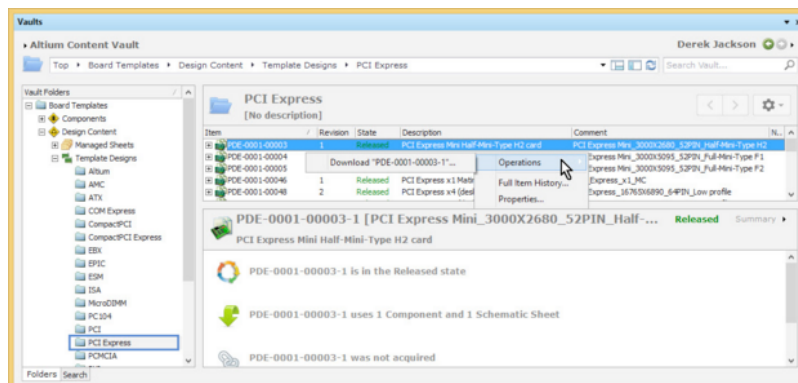 Vaults
Altium Content Vault
Derek Jackson
Top Board Templates Design Content Template Designs PCI Express
Search Vault...
Vault Folders
Board Templates
Components
Design Content
Managed Sheets
Template Designs
Altium
AMC
ATX
COM Express
CompactPCI
CompactPCI Express
EBX
EPIC
ESM
ISA
MicroDIMM
PC104
PCI
PCI Express
PCMCIA
Folders Search
PCI Express
[No description]
Item / Revision State Description Comment N...
PDE-0001-00003 1 Released PCI Express Mini Half-Mini-Type H2 card PCI Express Mini_3000X2680_52PIN_Half-Mini-Type H2
PDE-0001-00004 Express Mini_3000X5095_52PIN_Full-Mini-Type F1
PDE-0001-00005 Express Mini_3000X5095_52PIN_Full-Mini-Type F2
PDE-0001-00046 1 Released PCI Express x1 Express_x1_MC
PDE-0001-00048 2 Released PCI Express x4 Express_16765X6890_64PIN_Low profile
Download "PDE-0001-00003-1"...
Operations
Full Item History...
Properties...
PDE-0001-00003-1 [PCI Express Mini_3000X2680_52PIN_Half-... Released Summary
PCI Express Mini Half-Mini-Type H2 card
PDE-0001-00003-1 is in the Released state
PDE-0001-00003-1 uses 1 Component and 1 Schematic Sheet
PDE-0001-00003-1 was not acquired